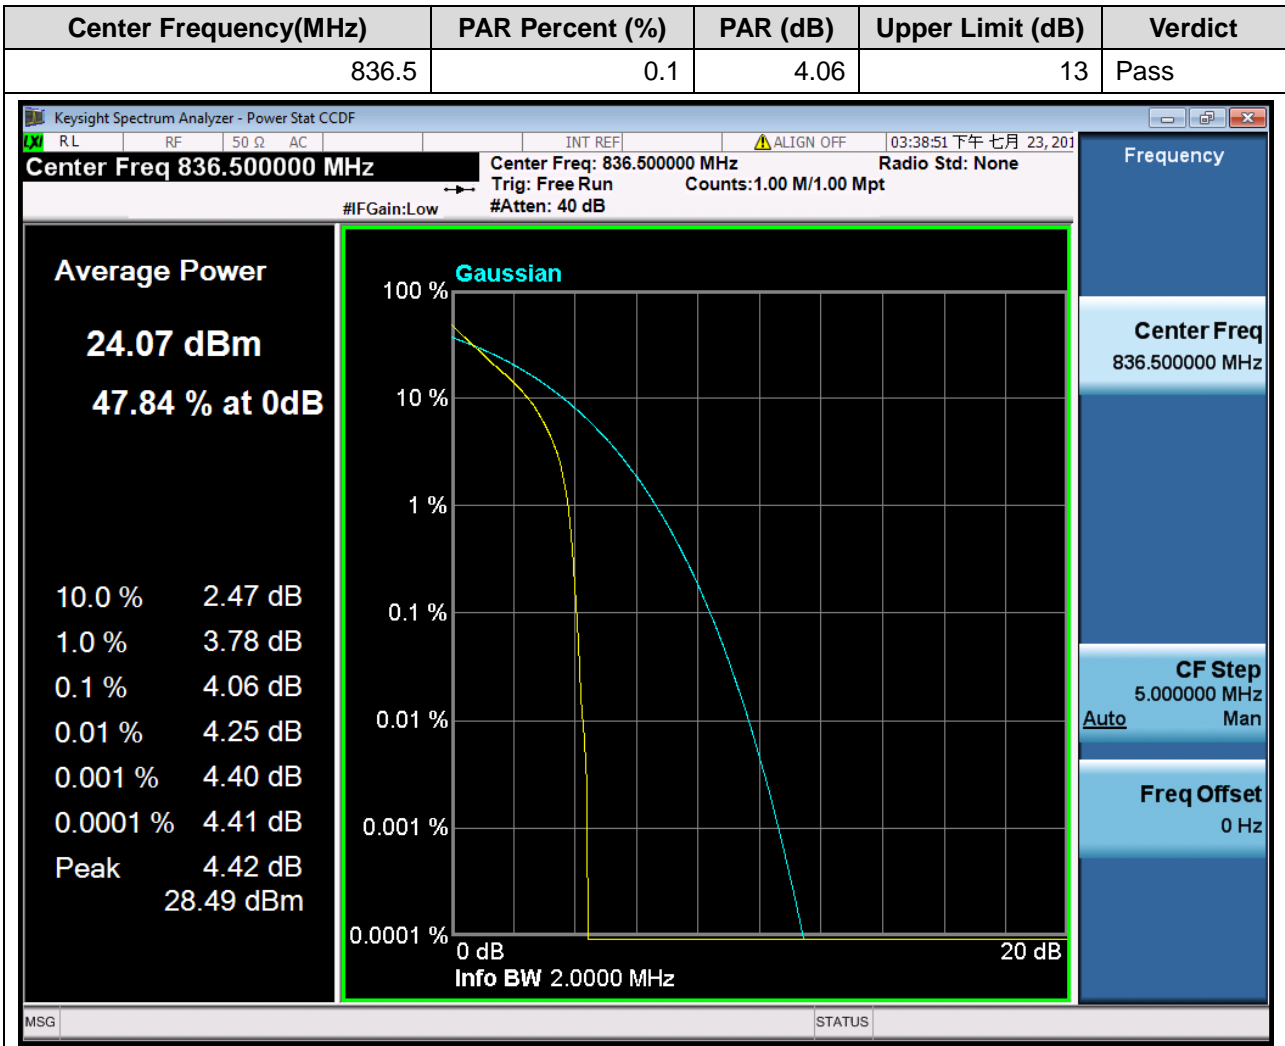 Center Frequency(MHz) PAR Percent (%) PAR (dB) Upper Limit (dB) Verdict
836.5 0.1 4.06 13 Pass
Keysight Spectrum Analyzer - Power Stat CCDF
LXI RL RF 50 Ω AC INT REF ALIGN OFF 03:38:51 下午 七月 23, 201
Center Freq 836.500000 MHz
Center Freq: 836.500000 MHz Radio Std: None
Trig: Free Run Counts:1.00 M/1.00 Mpt
#IFGain:Low #Atten: 40 dB
Average Power
24.07 dBm
47.84 % at 0dB
10.0 % 2.47 dB
1.0 % 3.78 dB
0.1 % 4.06 dB
0.01 % 4.25 dB
0.001 % 4.40 dB
0.0001 % 4.41 dB
Peak 4.42 dB
28.49 dBm
Gaussian
100 %
10 %
1 %
0.1 %
0.01 %
0.001 %
0.0001 %
0 dB 20 dB
Info BW 2.0000 MHz
Frequency
Center Freq
836.500000 MHz
CF Step
5.000000 MHz
Auto Man
Freq Offset
0 Hz
MSG STATUS